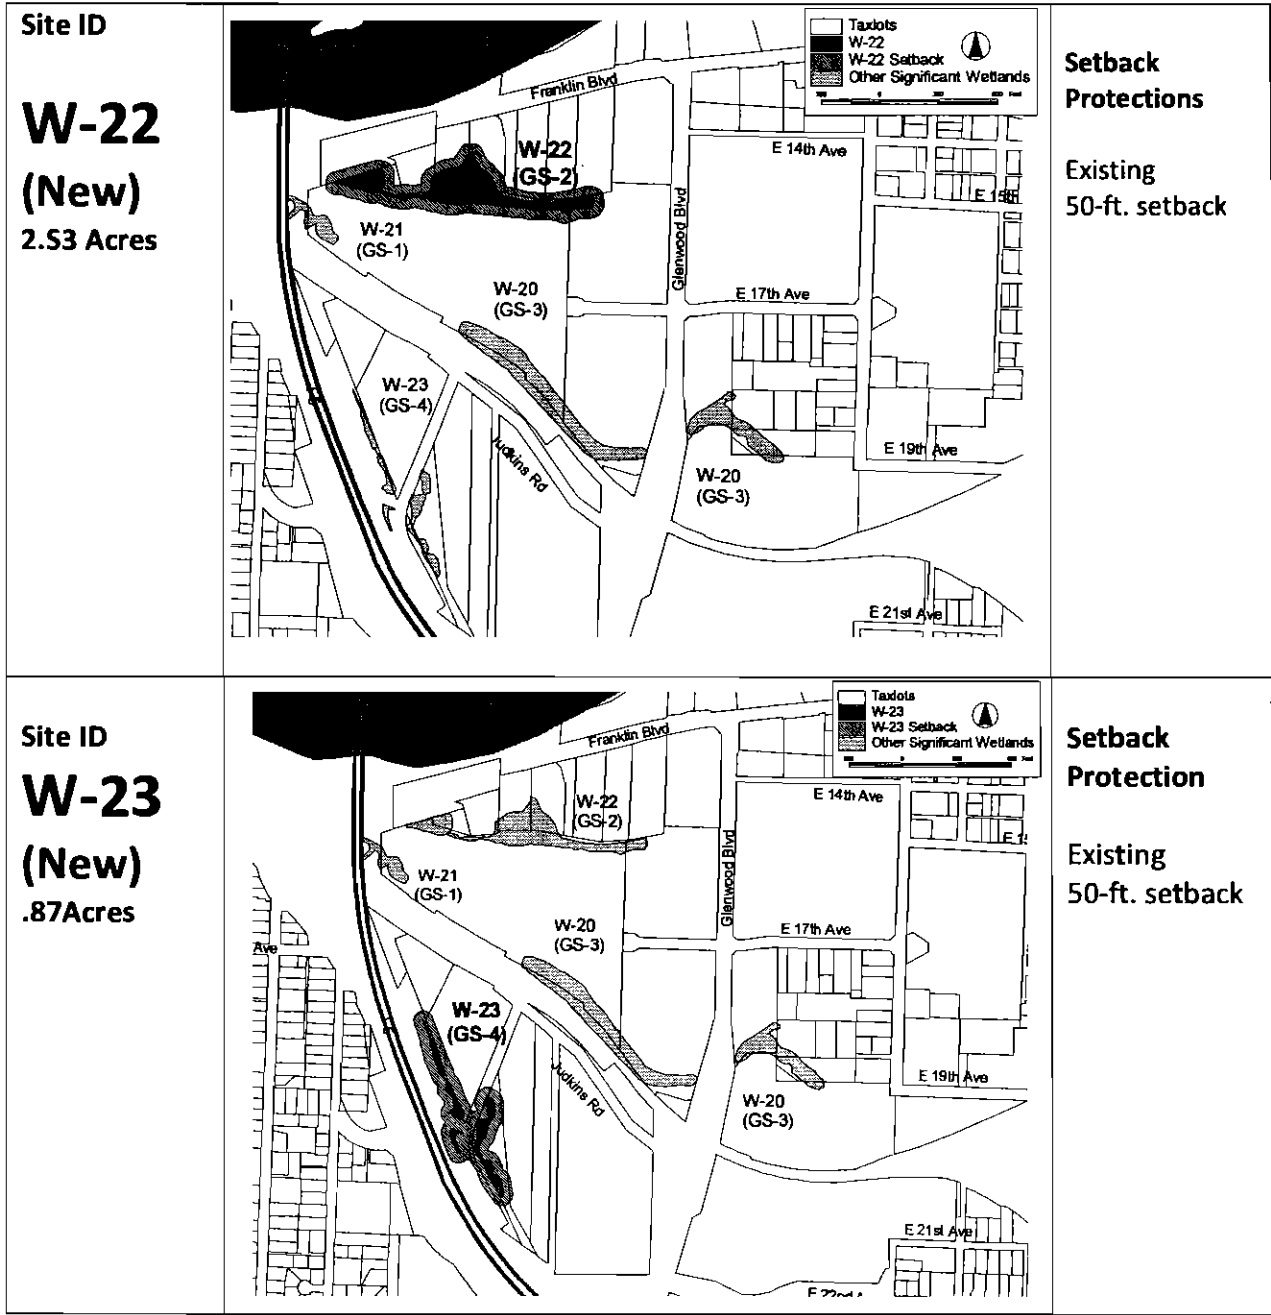 Site ID
W-22
(New)
2.S3 Acres
Taxlots
W-22
W-22 Setback
Other Significant Wetlands
Franklin Blvd
W-22
(GS-2)
E 14th Ave
E 15th
W-21
(GS-1)
Glenwood Blvd
W-20
(GS-3)
E 17th Ave
W-23
(GS-4)
Judkins Rd
W-20
(GS-3)
E 19th Ave
E 21st Ave
Setback
Protections
Existing
50-ft. setback
Site ID
W-23
(New)
.87Acres
Taxlots
W-23
W-23 Setback
Other Significant Wetlands
Franklin Blvd
W-22
(GS-2)
E 14th Ave
W-21
(GS-1)
Glenwood Blvd
W-20
(GS-3)
E 17th Ave
Ave
W-23
(GS-4)
Judkins Rd
W-20
(GS-3)
E 19th Ave
E 21st Ave
Setback
Protection
Existing
50-ft. setback